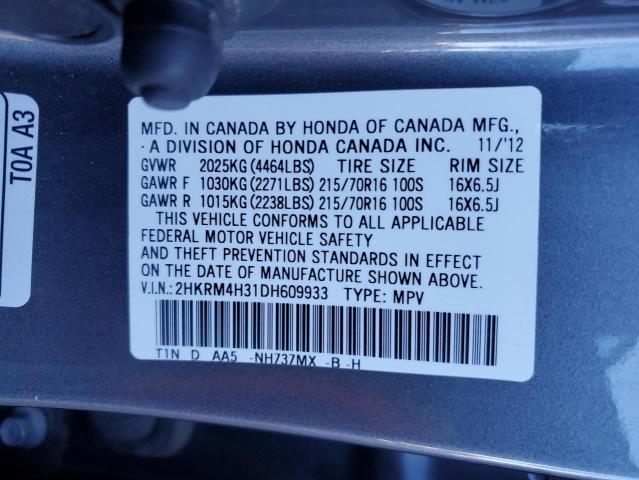 MFD. IN CANADA BY HONDA OF CANADA MFG.,
A DIVISION OF HONDA CANADA INC. 11/'12
GVWR 2025KG(4464LBS) TIRE SIZE RIM SIZE
GAWR F 1030KG(2271LBS) 215/70R16 100S 16X6.5J
GAWR R 1015KG(2238LBS) 215/70R16 100S 16X6.5J
THIS VEHICLE CONFORMS TO ALL APPLICABLE
FEDERAL MOTOR VEHICLE SAFETY
AND THEFT PREVENTION STANDARDS IN EFFECT
ON THE DATE OF MANUFACTURE SHOWN ABOVE.
V.I.N.: 2HKRM4H31DH609933 TYPE: MPV
T1N D AA5 -NH737MX -B -H
T0A A3